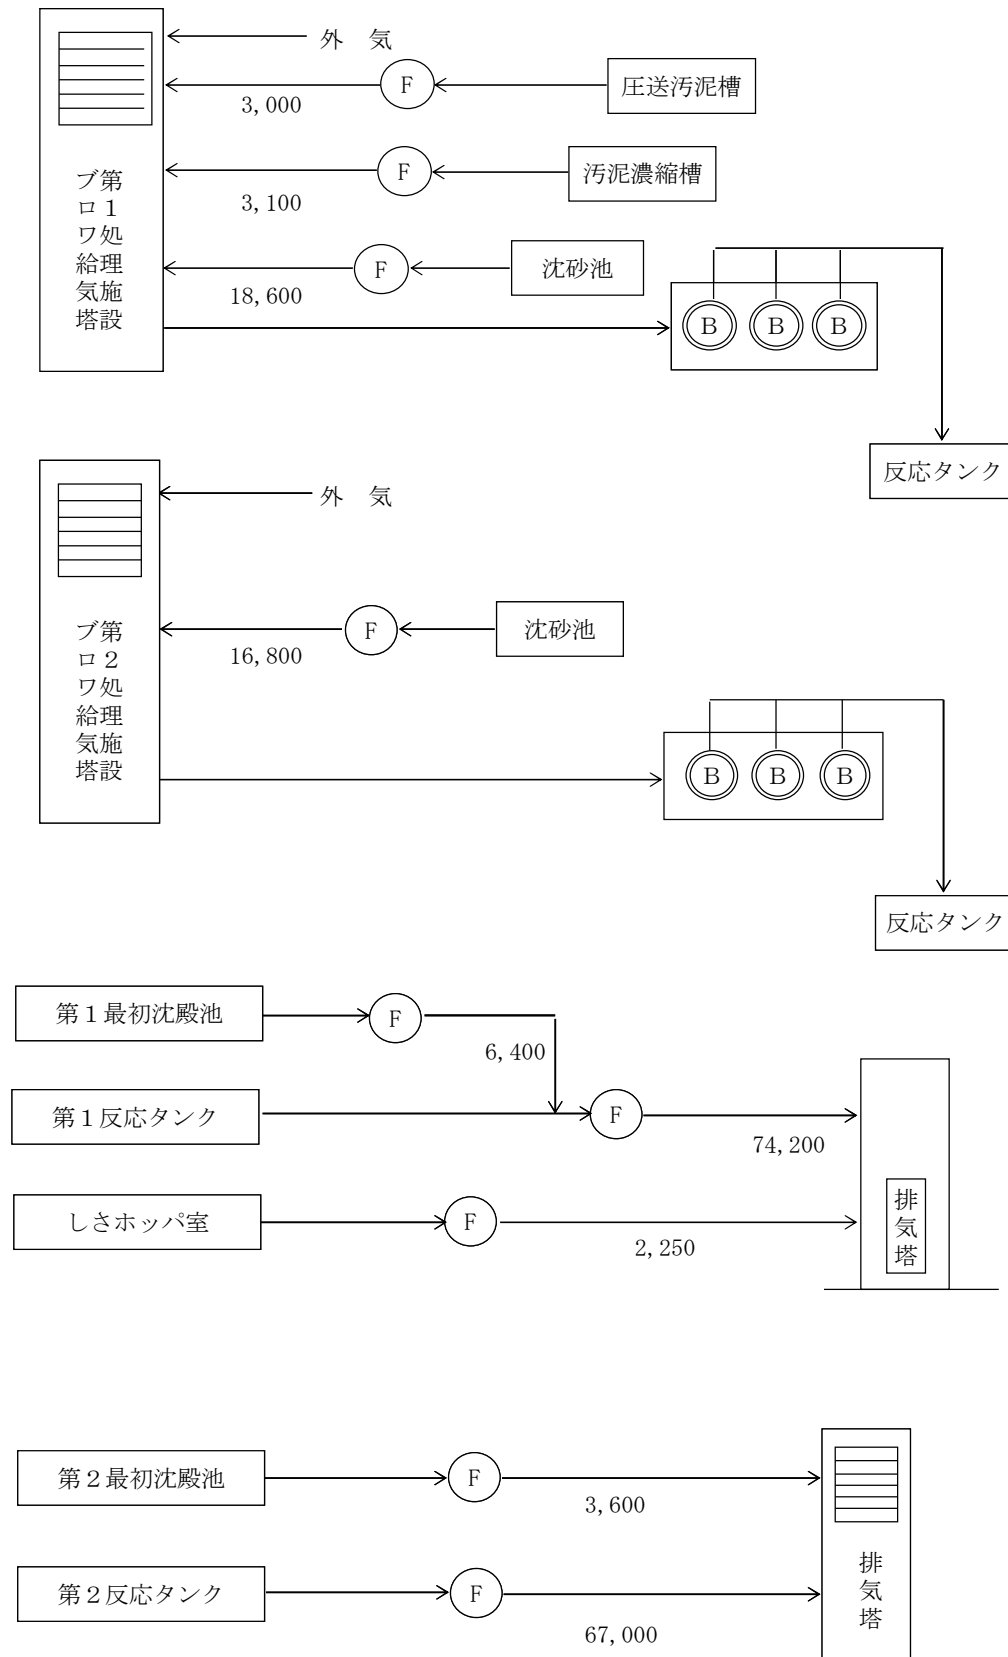 外　気
F
圧送汚泥槽
3,000
F
汚泥濃縮槽
3,100
第１処理施設
ブロワ給気塔
F
沈砂池
18,600
B
B
B
反応タンク
外　気
F
沈砂池
16,800
第２処理施設
ブロワ給気塔
B
B
B
反応タンク
第１最初沈殿池
F
6,400
第１反応タンク
F
74,200
しさホッパ室
F
2,250
排気塔
第２最初沈殿池
F
3,600
第２反応タンク
F
67,000
排気塔